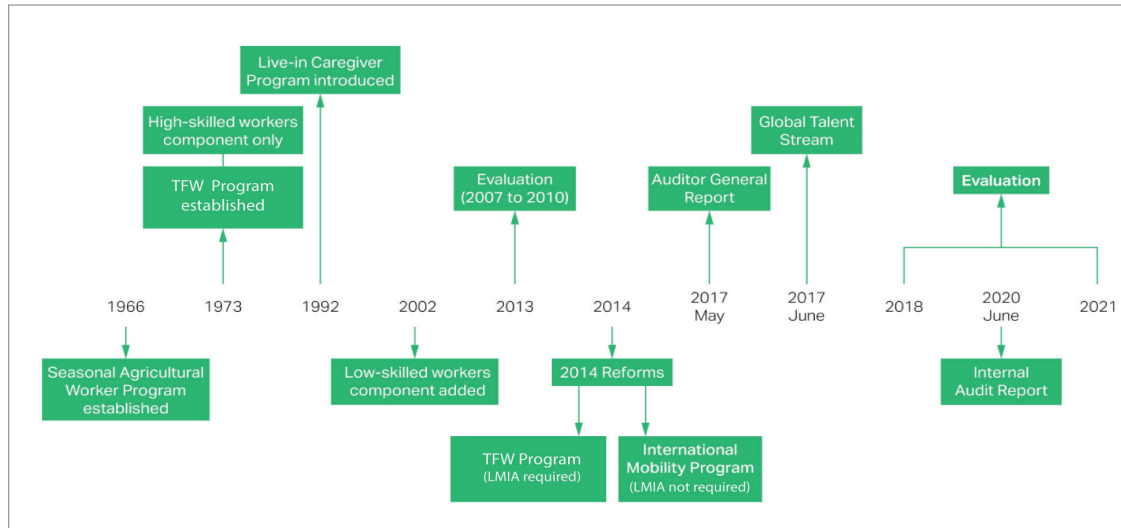 Live-in Caregiver
Program introduced
High-skilled workers
component only
TFW Program
established
Evaluation
(2007 to 2010)
Auditor General
Report
Global Talent
Stream
Evaluation
1966
1973
1992
2002
2013
2014
2017
May
2017
June
2018
2020
June
2021
Seasonal Agricultural
Worker Program
established
Low-skilled workers
component added
2014 Reforms
Internal
Audit Report
TFW Program
(LMIA required)
International
Mobility Program
(LMIA not required)